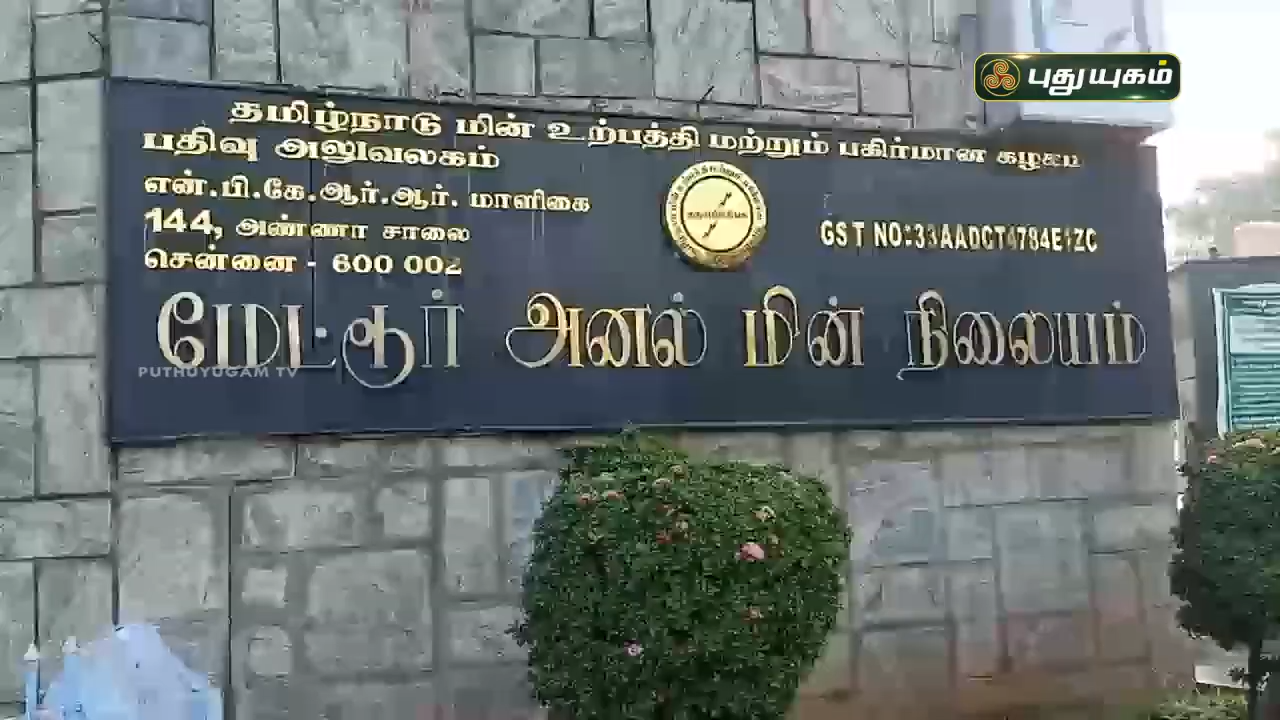 புதுயுகம்
தமிழ்நாடு மின் உற்பத்தி மற்றும் பகிர்மான கழகம்
பதிவு அலுவலகம்
என்.பி.கே.ஆர்.ஆர். மாளிகை
144, அண்ணா சாலை
சென்னை - 600 002
GST NO:33AADCT4784E1ZC
மேட்டூர் அனல் மின் நிலையம்
PUTHUYUGAM TV